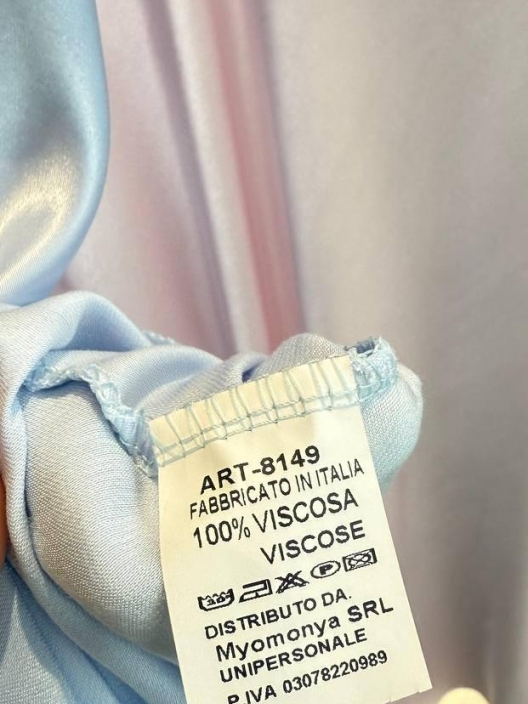 ART-8149
FABBRICATO IN ITALIA
100% VISCOSA
VISCOSE
P
DISTRIBUTO DA.
Myomonya SRL
UNIPERSONALE
P.IVA 03078220989